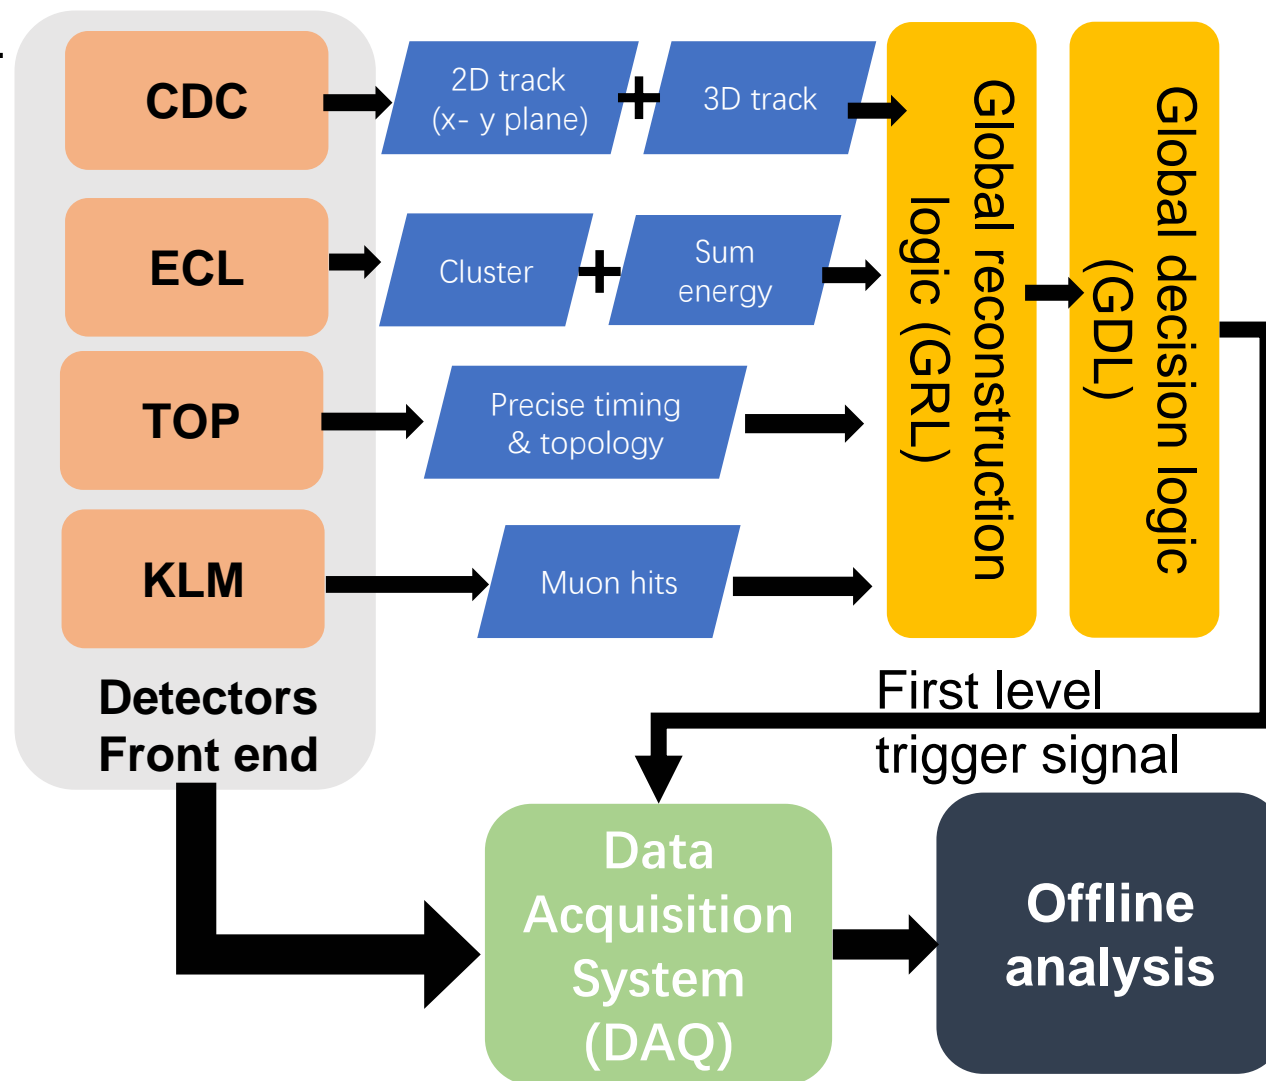 CDC
2D track
(x- y plane)
+
3D track
ECL
Cluster
+
Sum
energy
TOP
Precise timing
& topology
KLM
Muon hits
Detectors
Front end
Global reconstruction
logic (GRL)
Global decision logic
(GDL)
First level
trigger signal
Data
Acquisition
System
(DAQ)
Offline
analysis